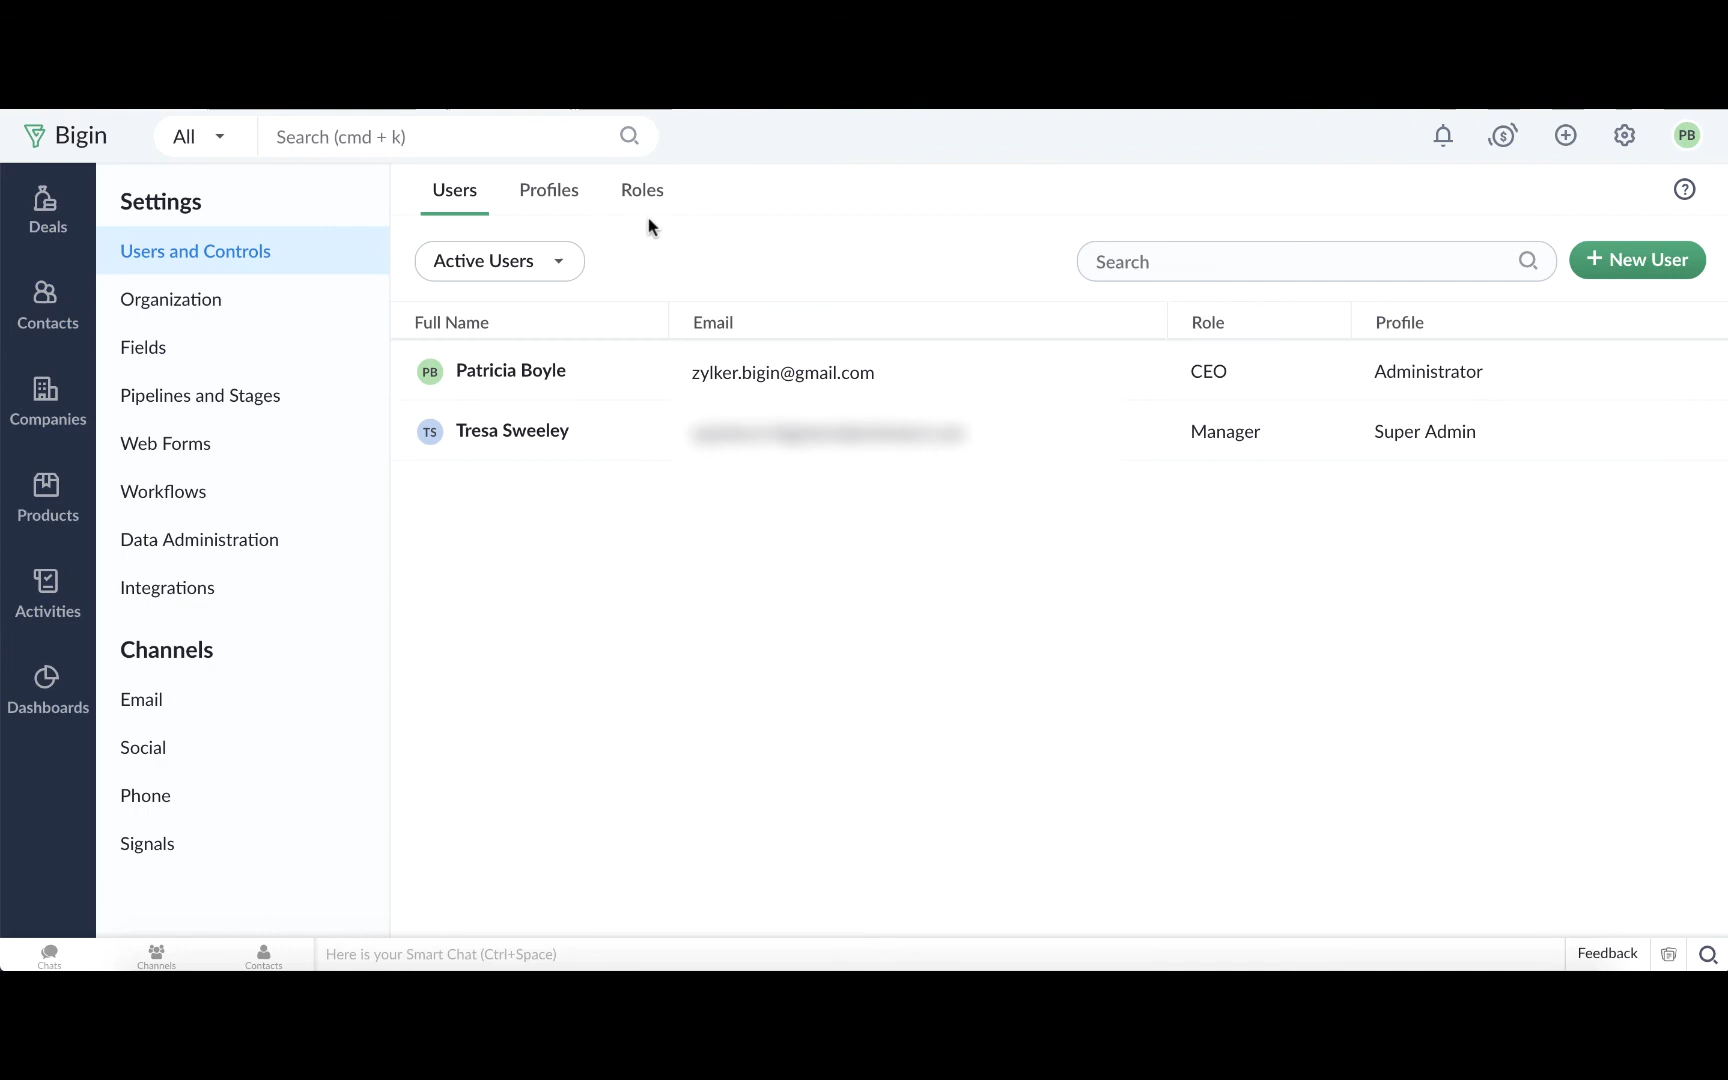 Bigin
All
Search (cmd + k)
PB
Deals
Contacts
Companies
Products
Activities
Dashboards
Settings
Users and Controls
Organization
Fields
Pipelines and Stages
Web Forms
Workflows
Data Administration
Integrations
Channels
Email
Social
Phone
Signals
Users Profiles Roles
Active Users
Search
+ New User
Full Name Email Role Profile
PB Patricia Boyle zylker.bigin@gmail.com CEO Administrator
TS Tresa Sweeley Manager Super Admin
Chats
Channels
Contacts
Here is your Smart Chat (Ctrl+Space)
Feedback